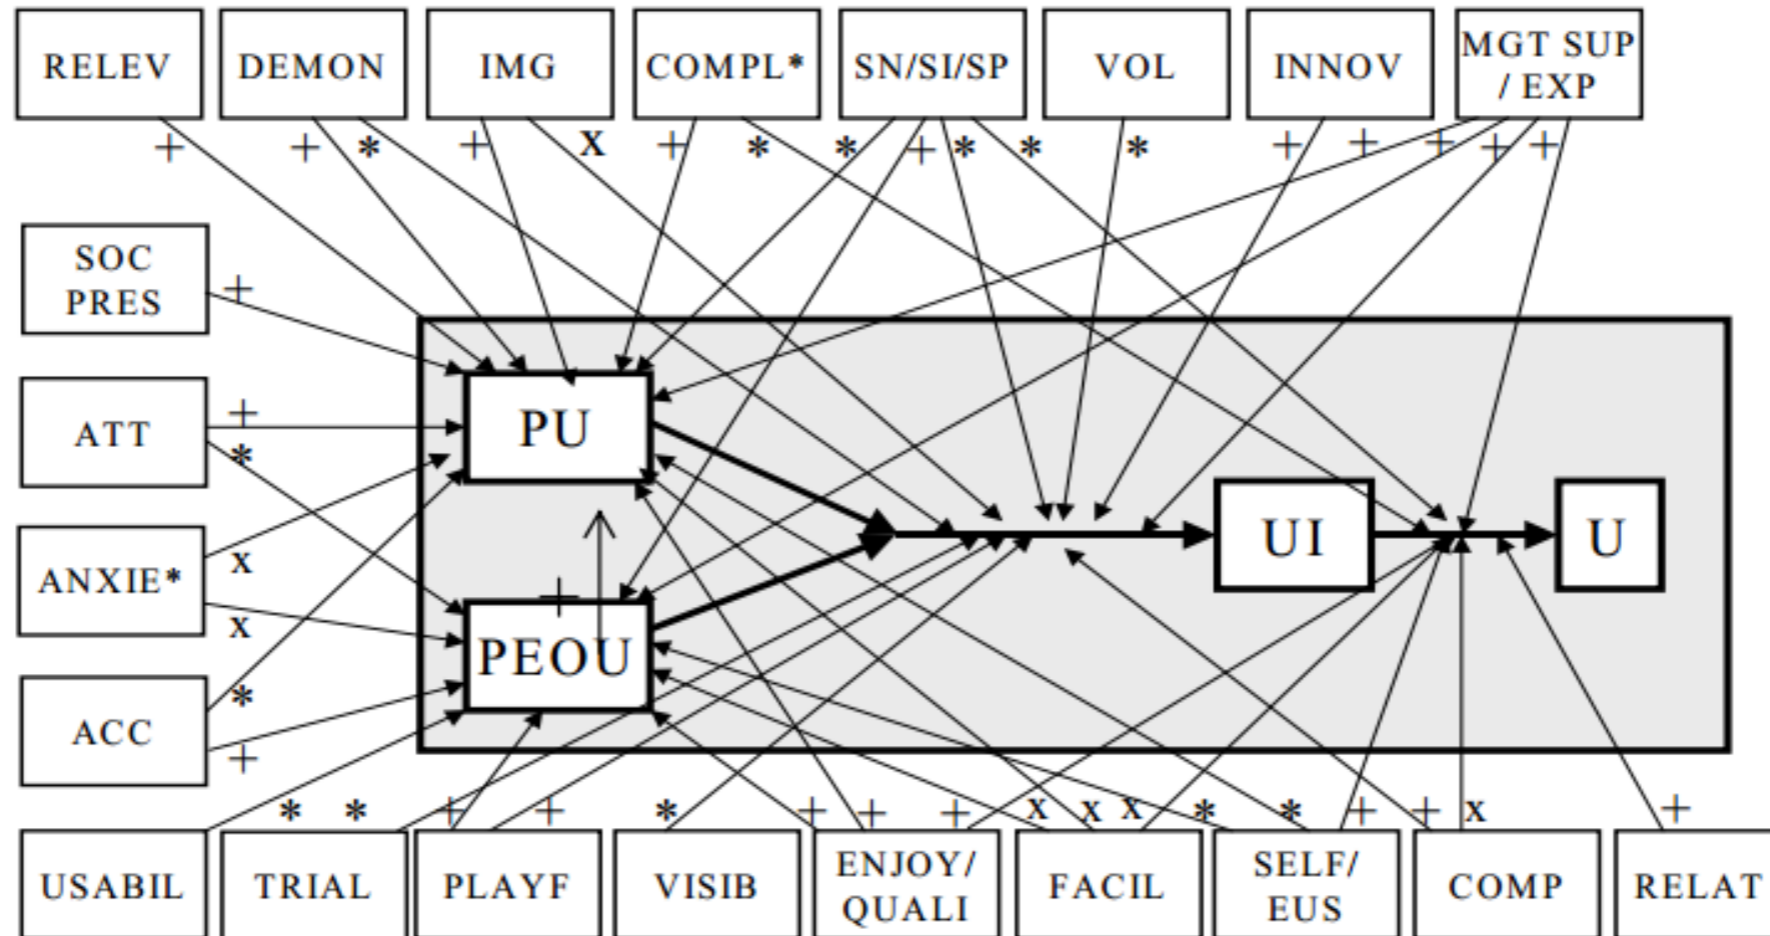 RELEV
DEMON
IMG
COMPL*
SN/SI/SP
VOL
INNOV
MGT SUP
/ EXP
+ + * + x + * * + * * * + + + + +
SOC
PRES
+
PU
ATT
+
*
UI
U
ANXIE*
x
x
+
PEOU
ACC
*
+
* * + + * + + + x x x * * + + x +
USABIL
TRIAL
PLAYF
VISIB
ENJOY/
QUALI
FACIL
SELF/
EUS
COMP
RELAT